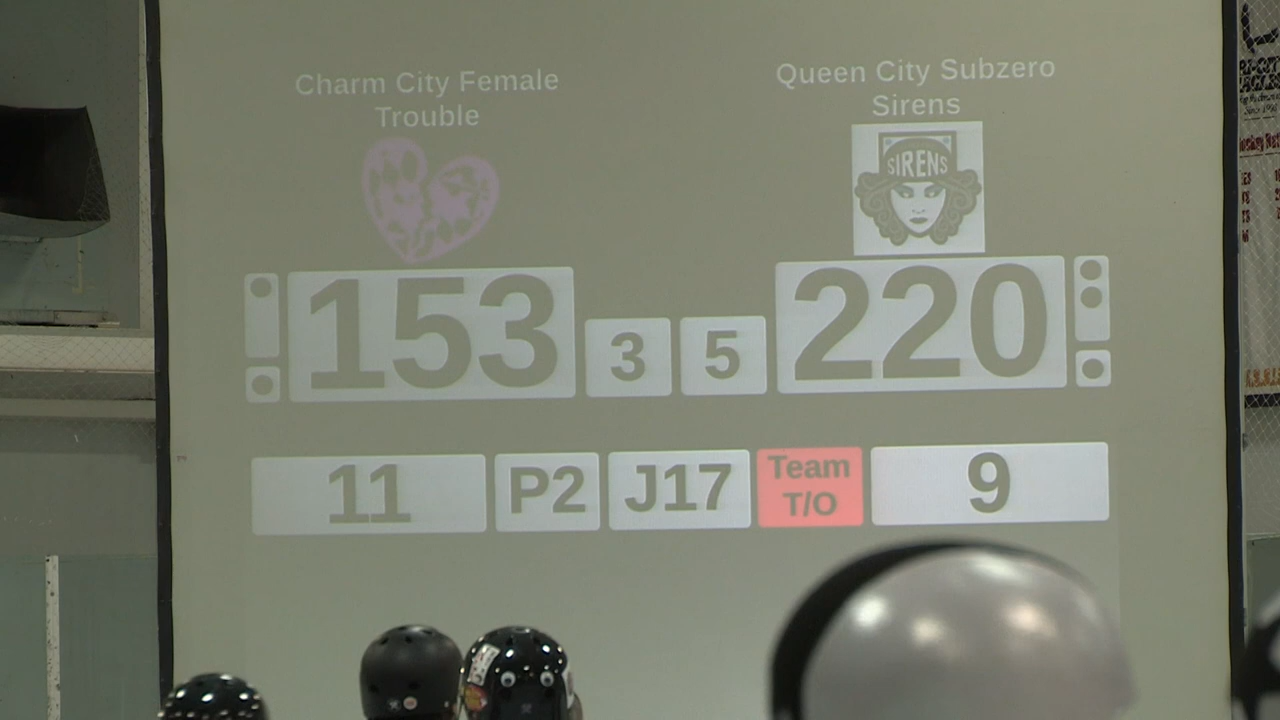 Charm City Female
Trouble
Queen City Subzero
Sirens
SIRENS
153
3
5
220
11
P2
J17
Team
T/O
9